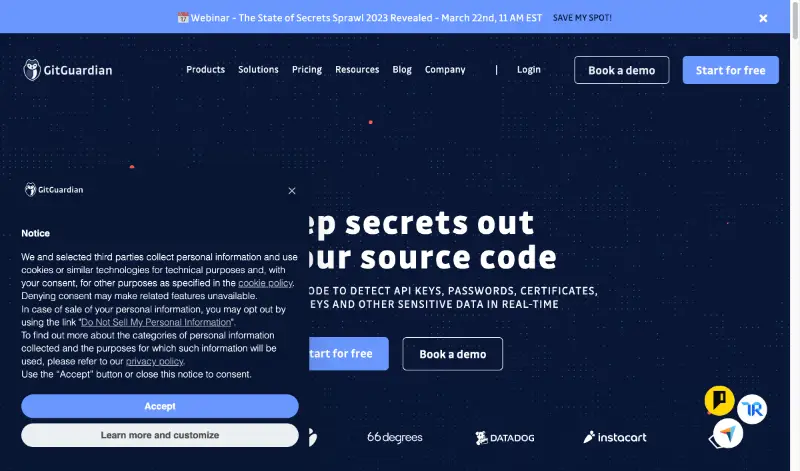 📅 Webinar - The State of Secrets Sprawl 2023 Revealed - March 22nd, 11 AM EST SAVE MY SPOT!
GitGuardian
Products Solutions Pricing Resources Blog Company | Login Book a demo Start for free
GitGuardian
Notice
We and selected third parties collect personal information and use
cookies or similar technologies for technical purposes and, with
your consent, for other purposes as specified in the cookie policy.
Denying consent may make related features unavailable.
In case of sale of your personal information, you may opt out by
using the link "Do Not Sell My Personal Information".
To find out more about the categories of personal information
collected and the purposes for which such information will be
used, please refer to our privacy policy.
Use the “Accept” button or close this notice to consent.
Accept
Learn more and customize
ep secrets out
our source code
ODE TO DETECT API KEYS, PASSWORDS, CERTIFICATES,
KEYS AND OTHER SENSITIVE DATA IN REAL-TIME
tart for free Book a demo
66degrees DATADOG instacart